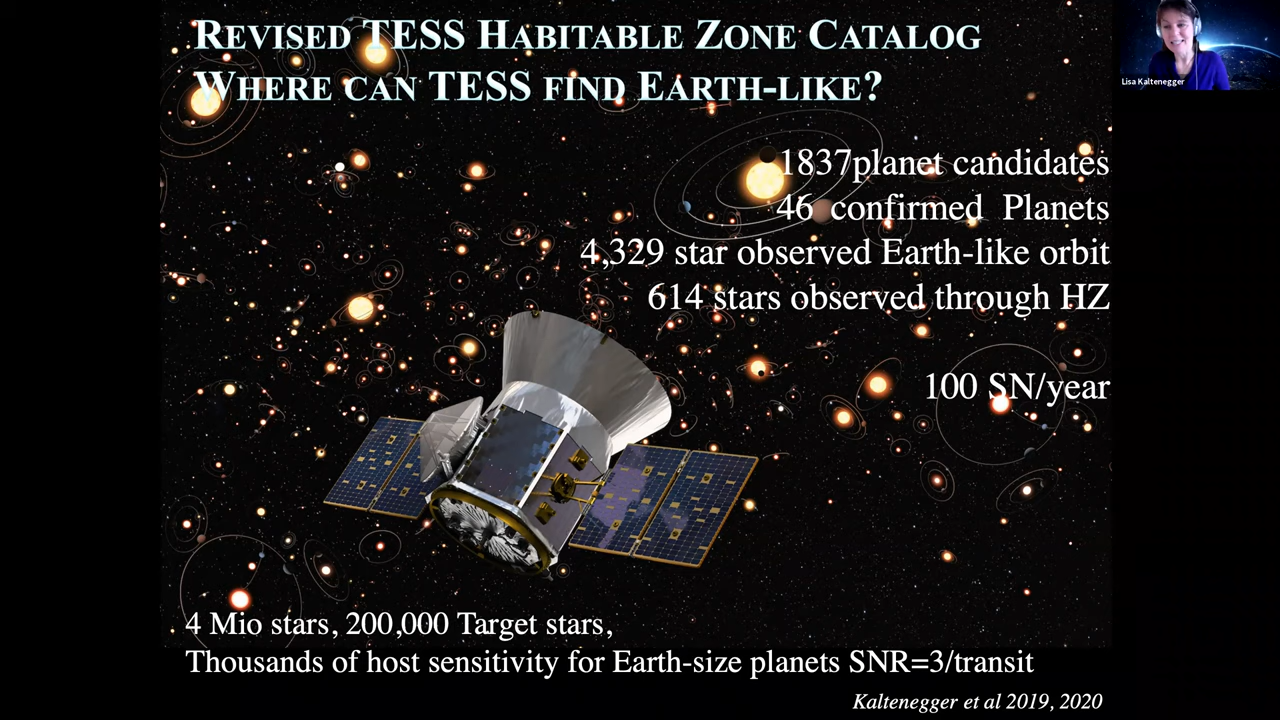 REVISED TESS HABITABLE ZONE CATALOG
WHERE CAN TESS FIND EARTH-LIKE?
Lisa Kaltenegger
1837planet candidates
46 confirmed Planets
4,329 star observed Earth-like orbit
614 stars observed through HZ
100 SN/year
4 Mio stars, 200,000 Target stars,
Thousands of host sensitivity for Earth-size planets SNR=3/transit
Kaltenegger et al 2019, 2020